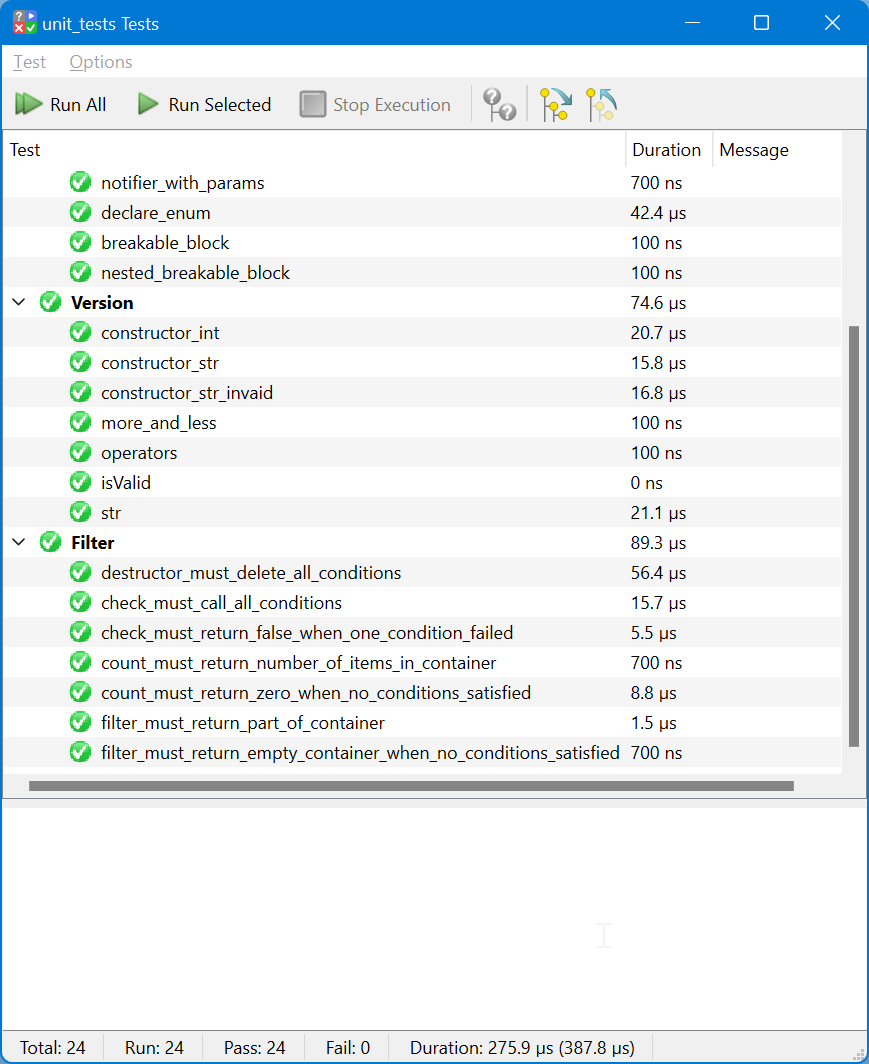 unit_tests Tests
Test Options
Run All Run Selected Stop Execution
Test Duration Message
notifier_with_params 700 ns
declare_enum 42.4 µs
breakable_block 100 ns
nested_breakable_block 100 ns
Version 74.6 µs
constructor_int 20.7 µs
constructor_str 15.8 µs
constructor_str_invaid 16.8 µs
more_and_less 100 ns
operators 100 ns
isValid 0 ns
str 21.1 µs
Filter 89.3 µs
destructor_must_delete_all_conditions 56.4 µs
check_must_call_all_conditions 15.7 µs
check_must_return_false_when_one_condition_failed 5.5 µs
count_must_return_number_of_items_in_container 700 ns
count_must_return_zero_when_no_conditions_satisfied 8.8 µs
filter_must_return_part_of_container 1.5 µs
filter_must_return_empty_container_when_no_conditions_satisfied 700 ns
Total: 24 Run: 24 Pass: 24 Fail: 0 Duration: 275.9 µs (387.8 µs)